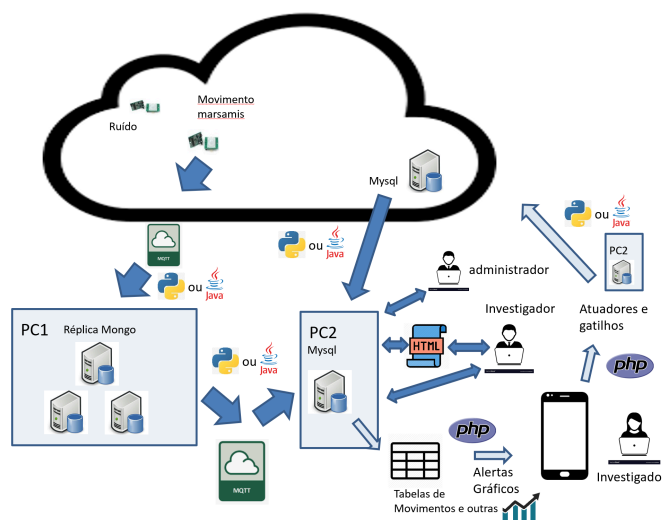 Movimento
marsamis
Ruído
Mysql
ou
Java
PC2
MQTT
ou
Java
ou
Java
administrador
Atuadores e
gatilhos
Investigador
PC1
Réplica Mongo
PC2
Mysql
ou
Java
HTML
php
php
MQTT
Alertas
Gráficos
Tabelas de
Movimentos e outras
Investigado